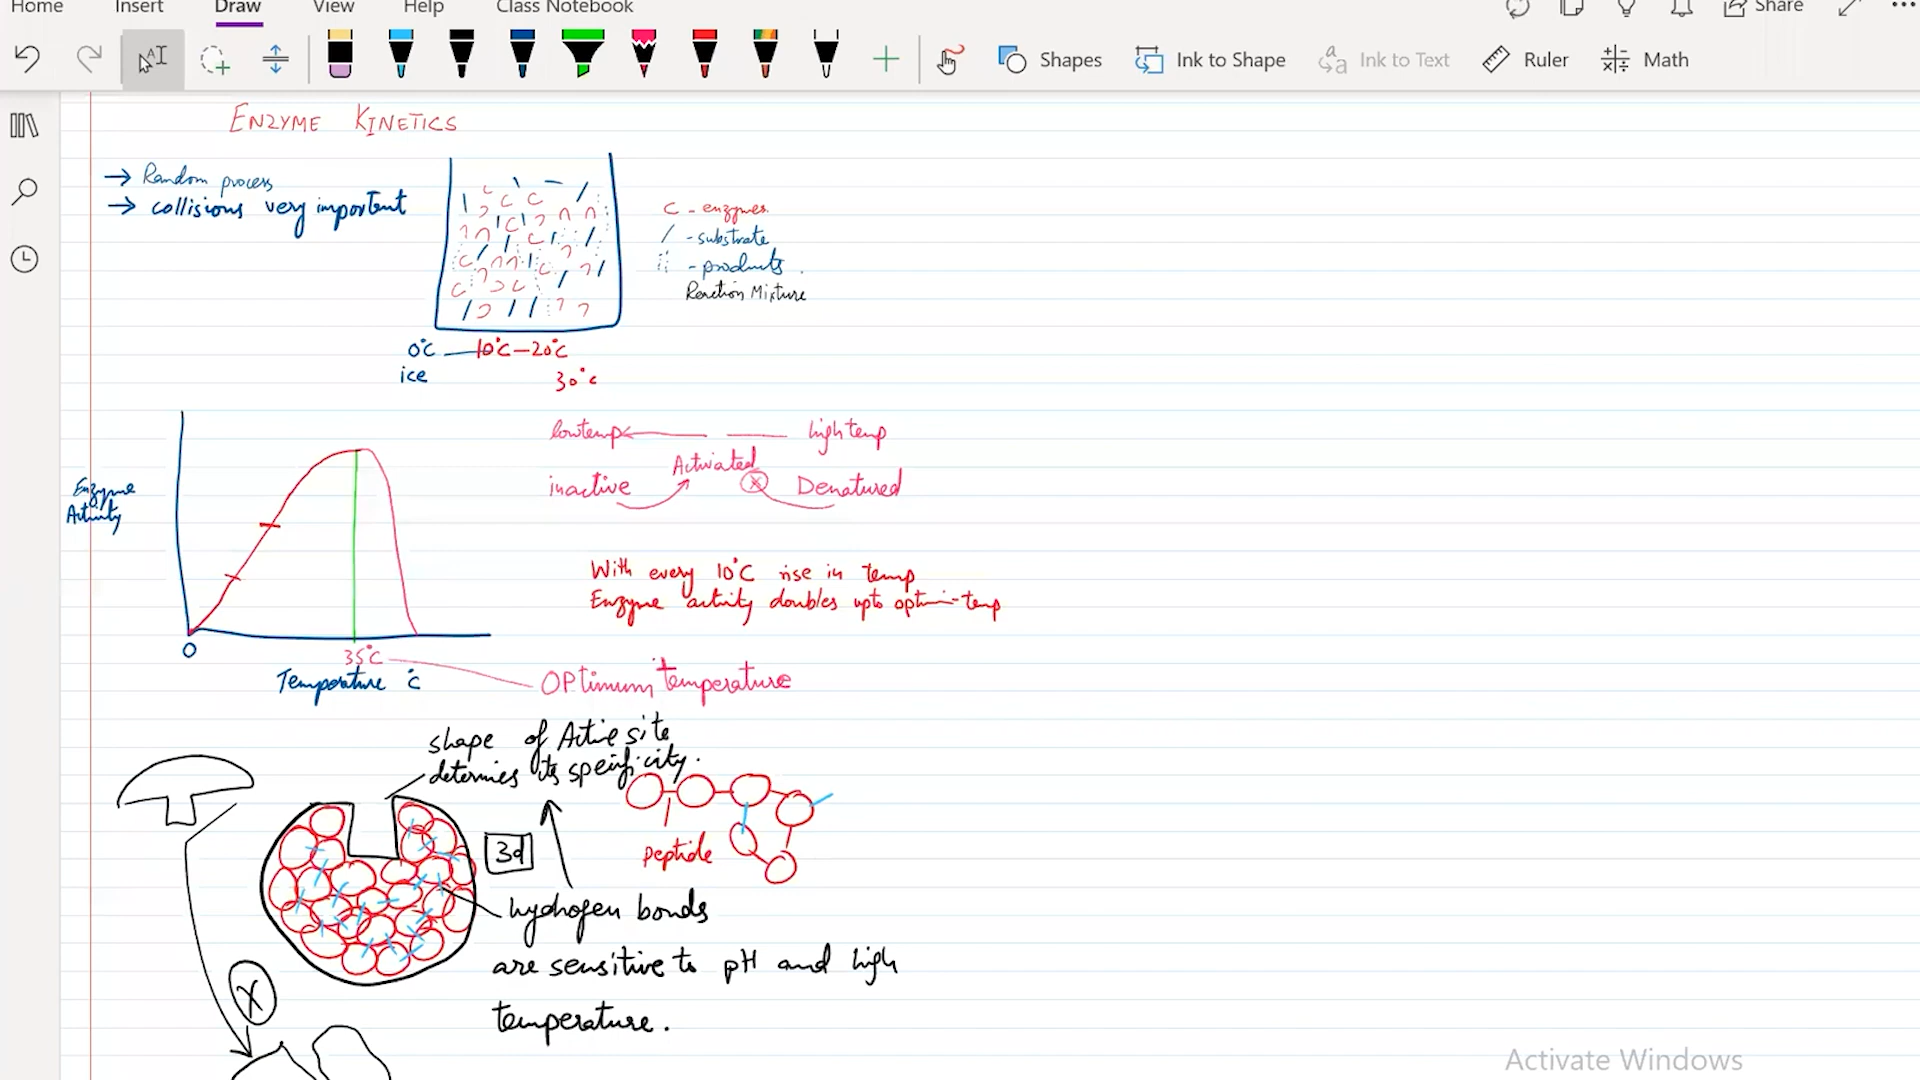 Home Insert Draw View Help Class Notebook Share
Shapes Ink to Shape Ink to Text Ruler Math
ENZYME KINETICS
→ Random process
→ collisions very important
c - enzymes
/ - substrate
- products
Reaction Mixture
0°C — 10°C — 20°C
ice 30°c
low temp high temp
Activated
inactive Denatured
Enzyme
Activity
With every 10°C rise in temp
Enzyme activity doubles upto temp
0
35°C
Temperature °c
OPtimum temperature
shape of Active site
its specificity.
3d
peptide
hydrogen bonds
are sensitive to pH and high
temperature.
X
Activate Windows